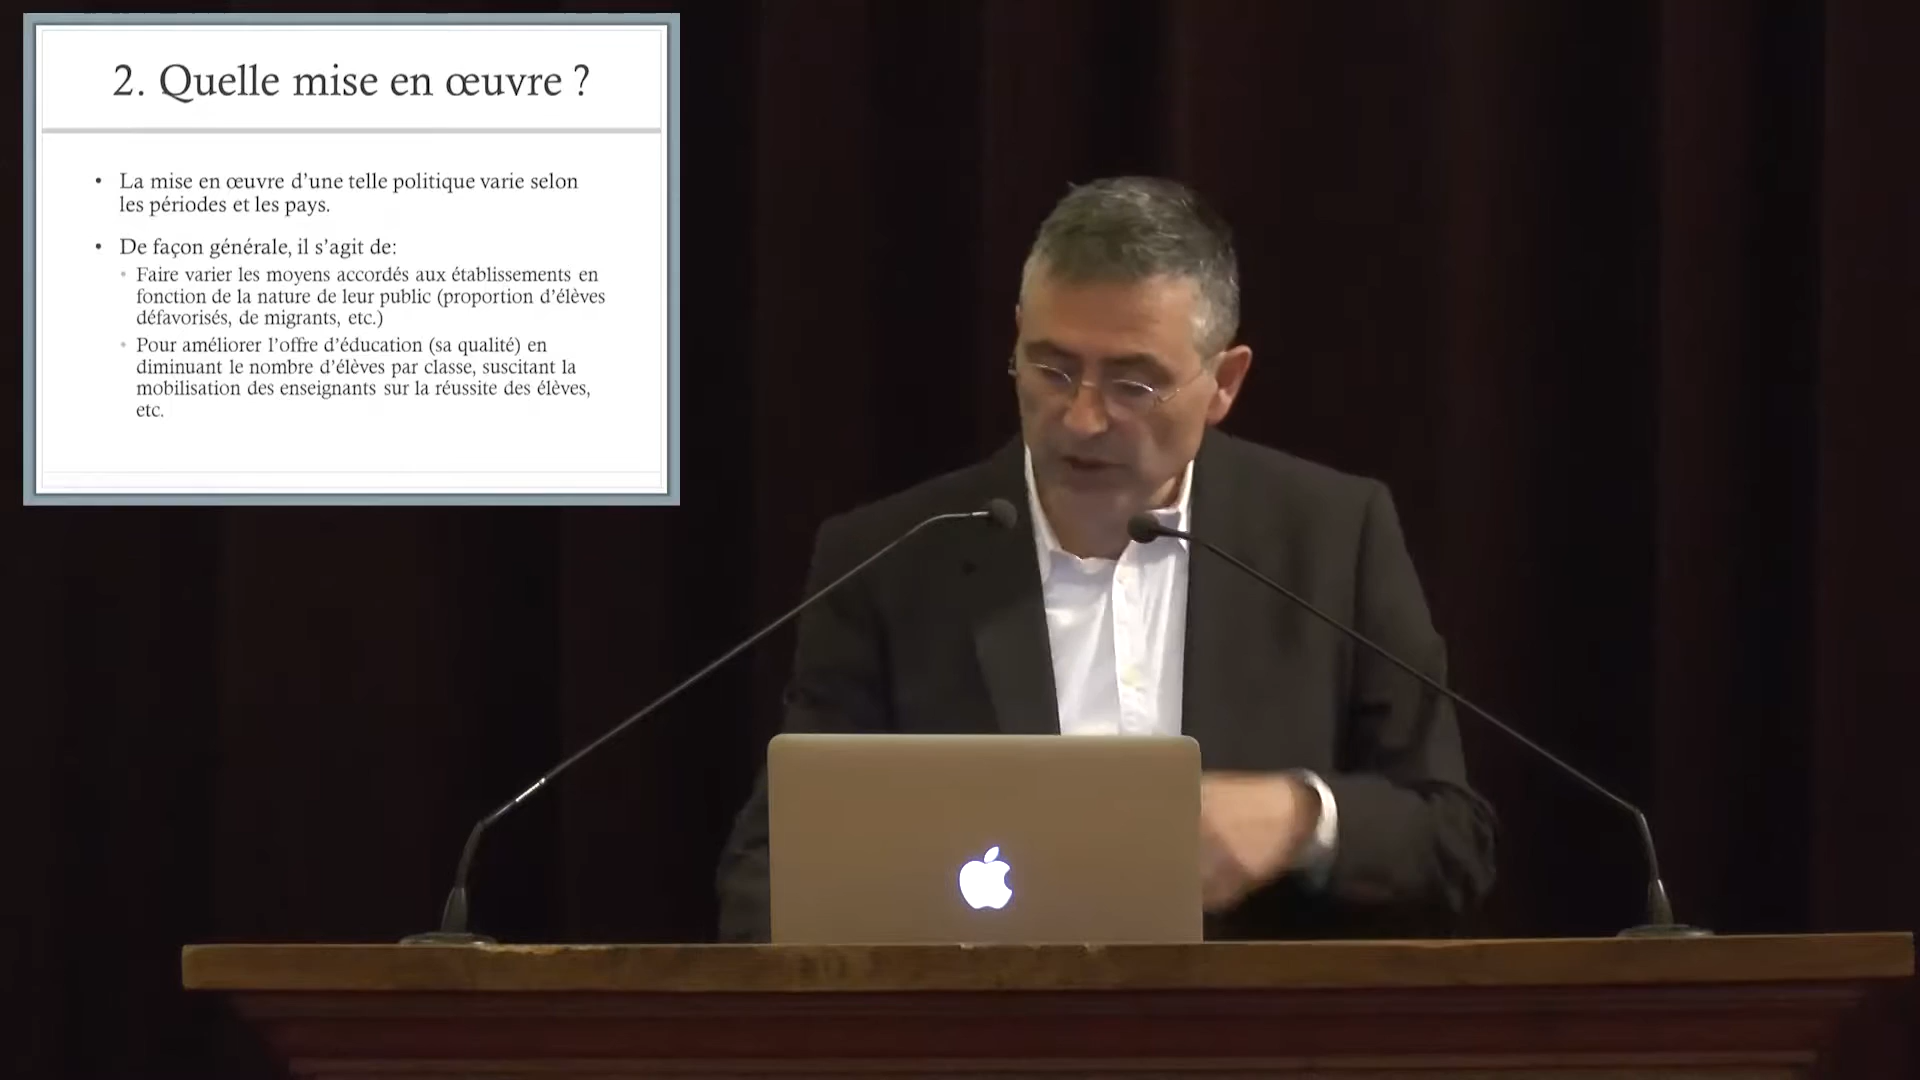 2. Quelle mise en œuvre ?
• La mise en œuvre d’une telle politique varie selon
les périodes et les pays.
• De façon générale, il s’agit de:
• Faire varier les moyens accordés aux établissements en
fonction de la nature de leur public (proportion d’élèves
défavorisés, de migrants, etc.)
• Pour améliorer l’offre d’éducation (sa qualité) en
diminuant le nombre d’élèves par classe, suscitant la
mobilisation des enseignants sur la réussite des élèves,
etc.